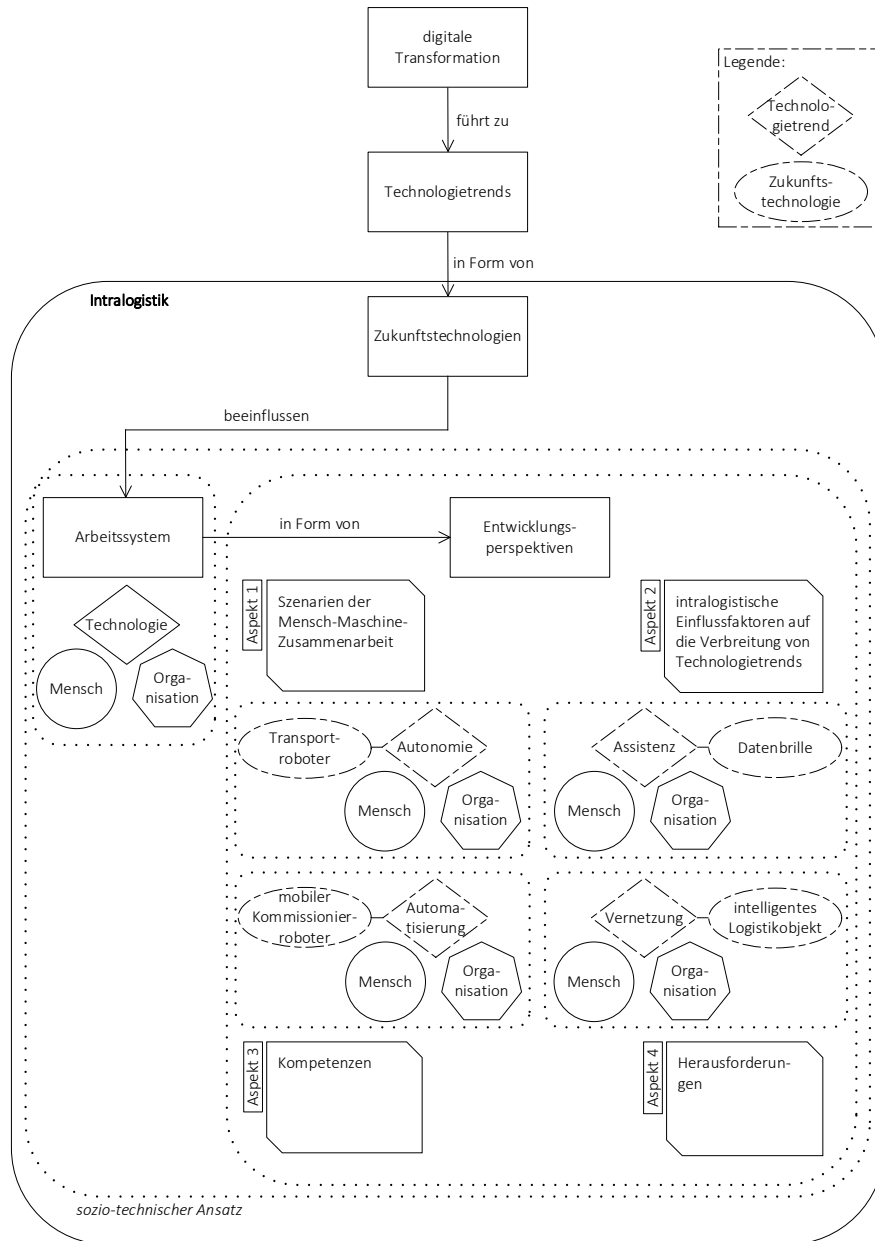 digitale
Transformation
Legende:
Technolo-
gietrend
Zukunfts-
technologie
führt zu
Technologietrends
in Form von
Intralogistik
Zukunftstechnologien
beeinflussen
Arbeitssystem
in Form von
Entwicklungs-
perspektiven
Technologie
Mensch
Orga-
nisation
Aspekt 1
Szenarien der
Mensch-Maschine-
Zusammenarbeit
Aspekt 2
intralogistische
Einflussfaktoren auf
die Verbreitung von
Technologietrends
Transport-
roboter
Autonomie
Mensch
Orga-
nisation
Assistenz
Datenbrille
Mensch
Orga-
nisation
mobiler
Kommissionier-
roboter
Automa-
tisierung
Mensch
Orga-
nisation
Vernetzung
intelligentes
Logistikobjekt
Mensch
Orga-
nisation
Aspekt 3
Kompetenzen
Aspekt 4
Herausforderun-
gen
sozio-technischer Ansatz